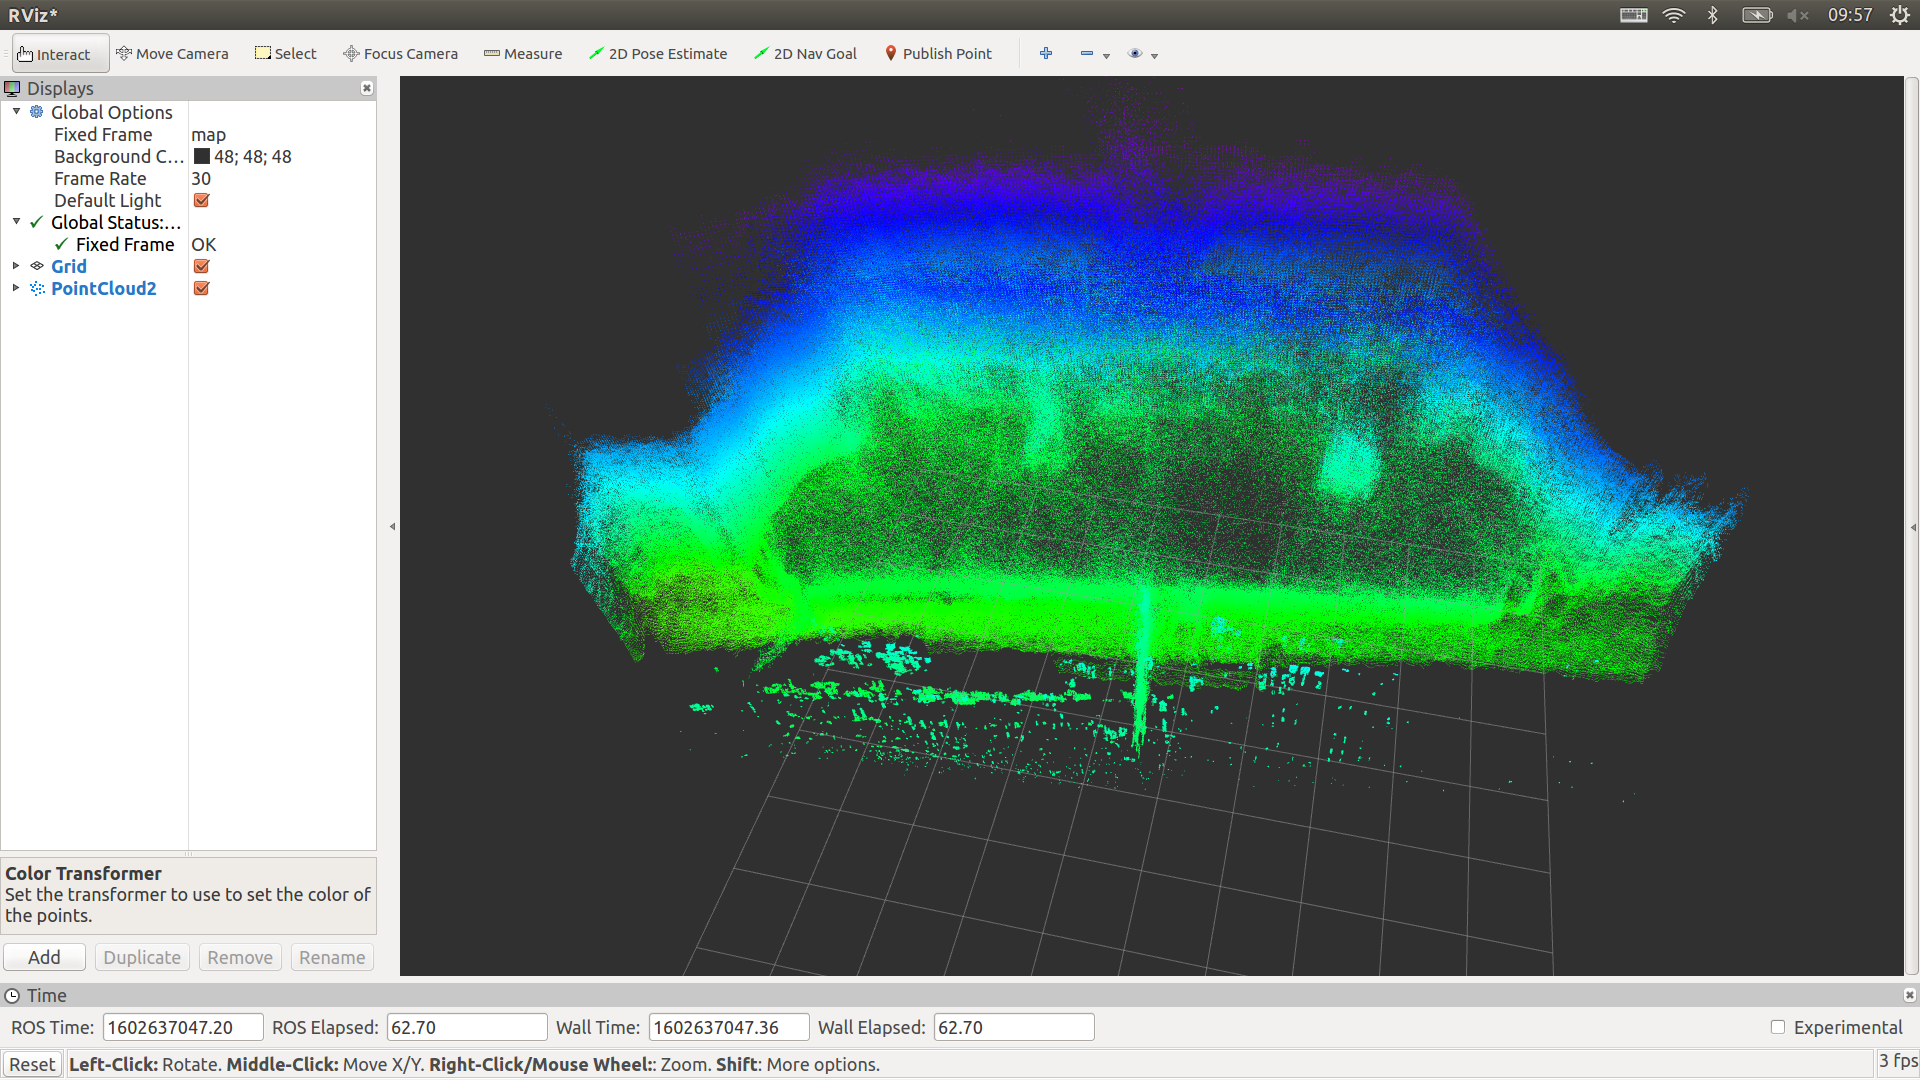 RViz*
09:57
Interact Move Camera Select Focus Camera Measure 2D Pose Estimate 2D Nav Goal Publish Point
Displays
Global Options
Fixed Frame map
Background C... 48; 48; 48
Frame Rate 30
Default Light
Global Status:...
Fixed Frame OK
Grid
PointCloud2
Color Transformer
Set the transformer to use to set the color of
the points.
Add Duplicate Remove Rename
Time
ROS Time: 1602637047.20 ROS Elapsed: 62.70 Wall Time: 1602637047.36 Wall Elapsed: 62.70 Experimental
Reset Left-Click: Rotate. Middle-Click: Move X/Y. Right-Click/Mouse Wheel:: Zoom. Shift: More options. 3 fps